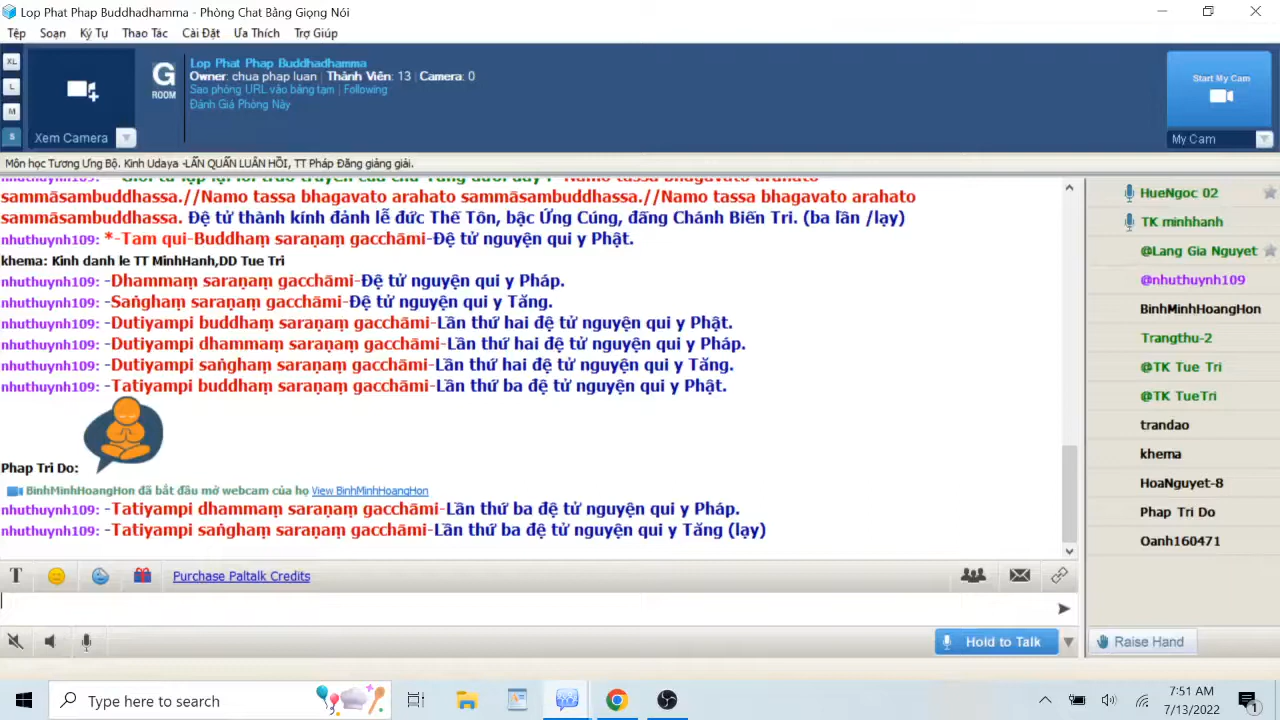 Lop Phat Phap Buddhadhamma - Phòng Chat Bằng Giọng Nói
Tệp Soạn Ký Tự Thao Tác Cài Đặt Ưa Thích Trợ Giúp
XL
L
M
S
Xem Camera
G
ROOM
Lop Phat Phap Buddhadhamma
Owner: chua phap luan | Thành Viên: 13 | Camera: 0
Sao phòng URL vào bảng tạm | Following
Đánh Giá Phòng Này
Start My Cam
My Cam
Môn học Tương Ưng Bộ. Kinh Udaya -LẨN QUẨN LUÂN HỒI, TT Pháp Đăng giảng giải.
sammāsambuddhassa.//Namo tassa bhagavato arahato sammāsambuddhassa.//Namo tassa bhagavato arahato
sammāsambuddhassa. Đệ tử thành kính đảnh lễ đức Thế Tôn, bậc Ứng Cúng, đấng Chánh Biến Tri. (ba lần /lạy)
nhuthuynh109: *-Tam qui-Buddhaṃ saraṇaṃ gacchāmi-Đệ tử nguyện qui y Phật.
khema: Kinh danh le TT MinhHanh,DD Tue Tri
nhuthuynh109: -Dhammaṃ saraṇaṃ gacchāmi-Đệ tử nguyện qui y Pháp.
nhuthuynh109: -Saṅghaṃ saraṇaṃ gacchāmi-Đệ tử nguyện qui y Tăng.
nhuthuynh109: -Dutiyampi buddhaṃ saraṇaṃ gacchāmi-Lần thứ hai đệ tử nguyện qui y Phật.
nhuthuynh109: -Dutiyampi dhammaṃ saraṇaṃ gacchāmi-Lần thứ hai đệ tử nguyện qui y Pháp.
nhuthuynh109: -Dutiyampi saṅghaṃ saraṇaṃ gacchāmi-Lần thứ hai đệ tử nguyện qui y Tăng.
nhuthuynh109: -Tatiyampi buddhaṃ saraṇaṃ gacchāmi-Lần thứ ba đệ tử nguyện qui y Phật.
Phap Tri Do:
BinhMinhHoangHon đã bắt đầu mở webcam của họ View BinhMinhHoangHon
nhuthuynh109: -Tatiyampi dhammaṃ saraṇaṃ gacchāmi-Lần thứ ba đệ tử nguyện qui y Pháp.
nhuthuynh109: -Tatiyampi saṅghaṃ saraṇaṃ gacchāmi-Lần thứ ba đệ tử nguyện qui y Tăng (lạy)
HueNgoc 02
TK minhhanh
@Lang Gia Nguyet
@nhuthuynh109
BinhMinhHoangHon
Trangthu-2
@TK Tue Tri
@TK TueTri
trandao
khema
HoaNguyet-8
Phap Tri Do
Oanh160471
T
Purchase Paltalk Credits
Hold to Talk
Raise Hand
Type here to search
7:51 AM
7/13/2022
1